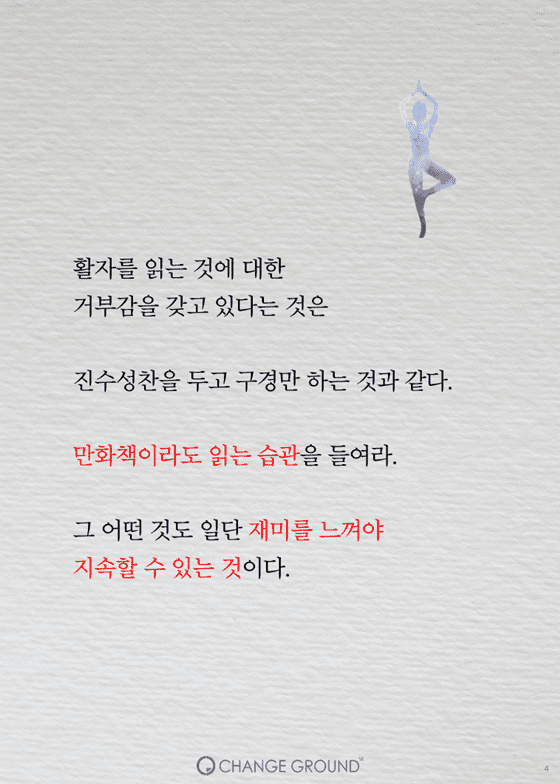 활자를 읽는 것에 대한
거부감을 갖고 있다는 것은
진수성찬을 두고 구경만 하는 것과 같다.
만화책이라도 읽는 습관을 들여라.
그 어떤 것도 일단 재미를 느껴야
지속할 수 있는 것이다.
CHANGE GROUND
4